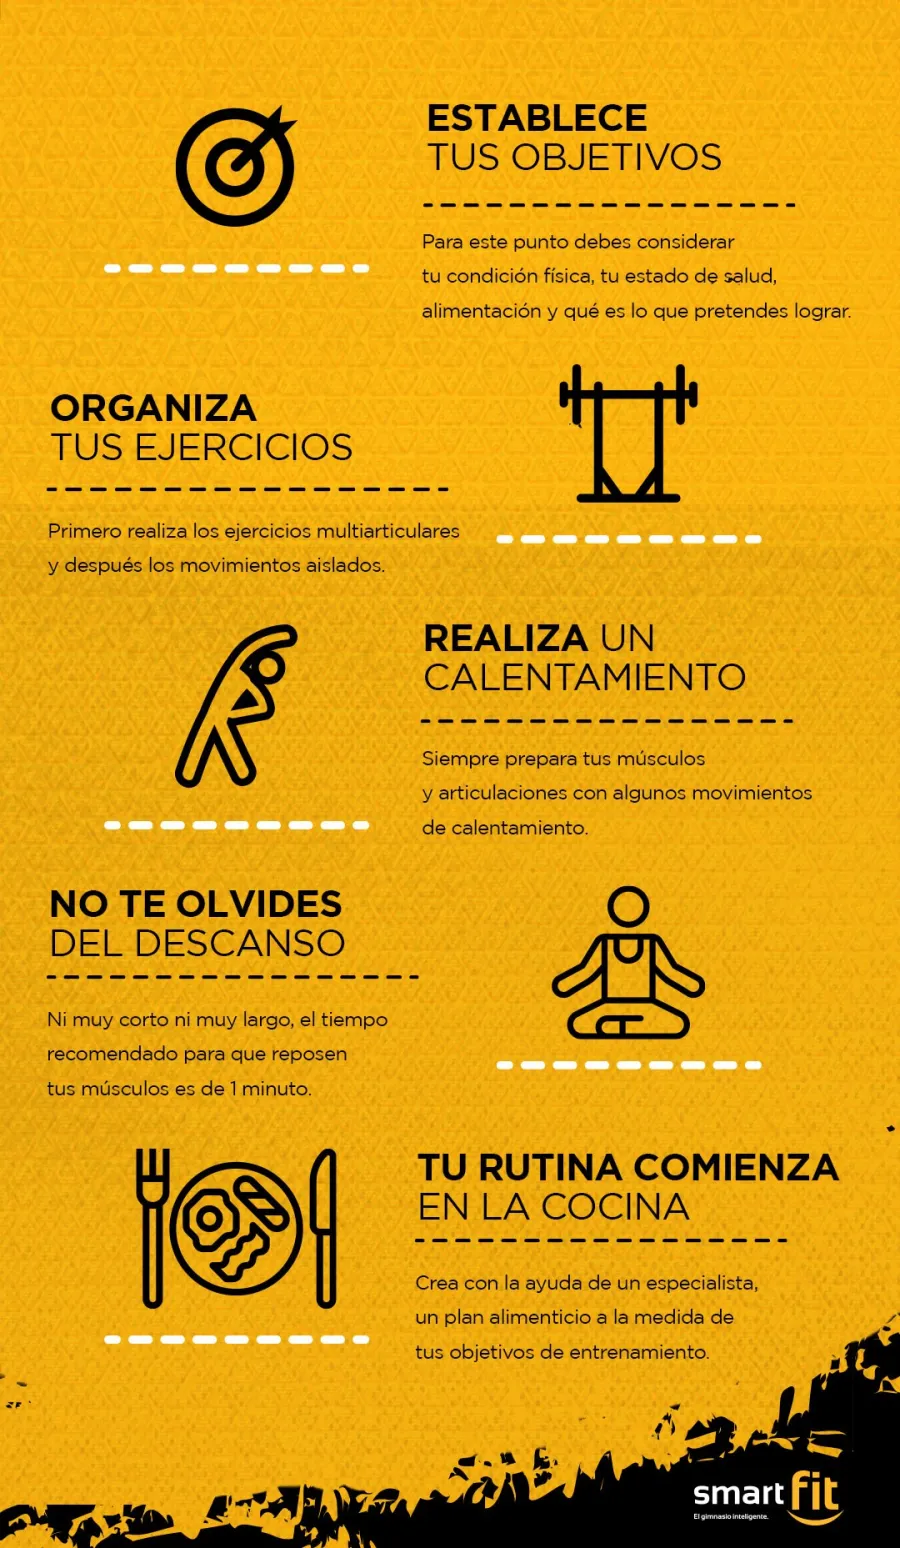 ESTABLECE
TUS OBJETIVOS
Para este punto debes considerar
tu condición física, tu estado de salud,
alimentación y qué es lo que pretendes lograr.
ORGANIZA
TUS EJERCICIOS
Primero realiza los ejercicios multiarticulares
y después los movimientos aislados.
REALIZA UN
CALENTAMIENTO
Siempre prepara tus músculos
y articulaciones con algunos movimientos
de calentamiento.
NO TE OLVIDES
DEL DESCANSO
Ni muy corto ni muy largo, el tiempo
recomendado para que reposen
tus músculos es de 1 minuto.
TU RUTINA COMIENZA
EN LA COCINA
Crea con la ayuda de un especialista,
un plan alimenticio a la medida de
tus objetivos de entrenamiento.
smart fit
El gimnasio inteligente.